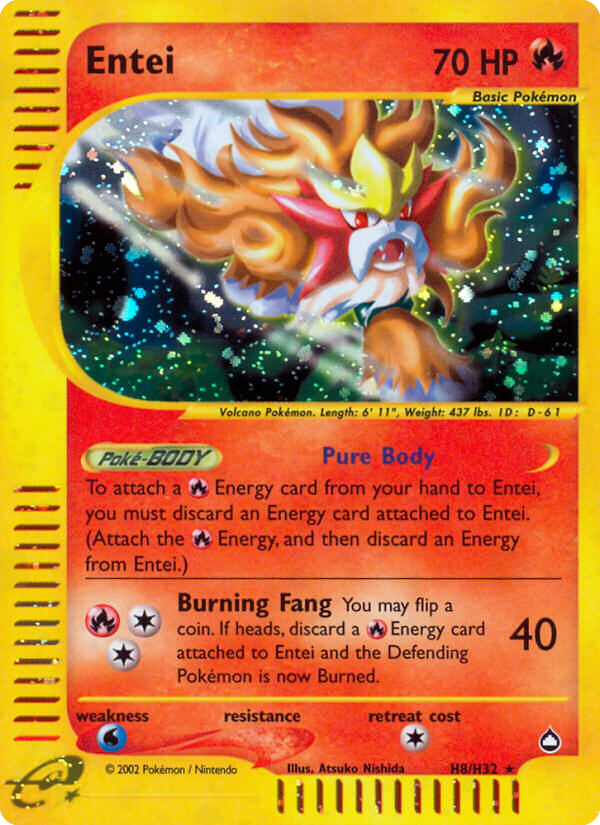 Entei 70 HP
Basic Pokémon
Volcano Pokémon. Length: 6' 11", Weight: 437 lbs. ID: D-61
Poké-BODY Pure Body
To attach a Energy card from your hand to Entei,
you must discard an Energy card attached to Entei.
(Attach the Energy, and then discard an Energy
from Entei.)
Burning Fang You may flip a
coin. If heads, discard a Energy card
attached to Entei and the Defending
Pokémon is now Burned.
40
weakness resistance retreat cost
© 2002 Pokémon / Nintendo Illus. Atsuko Nishida H8/H32
e